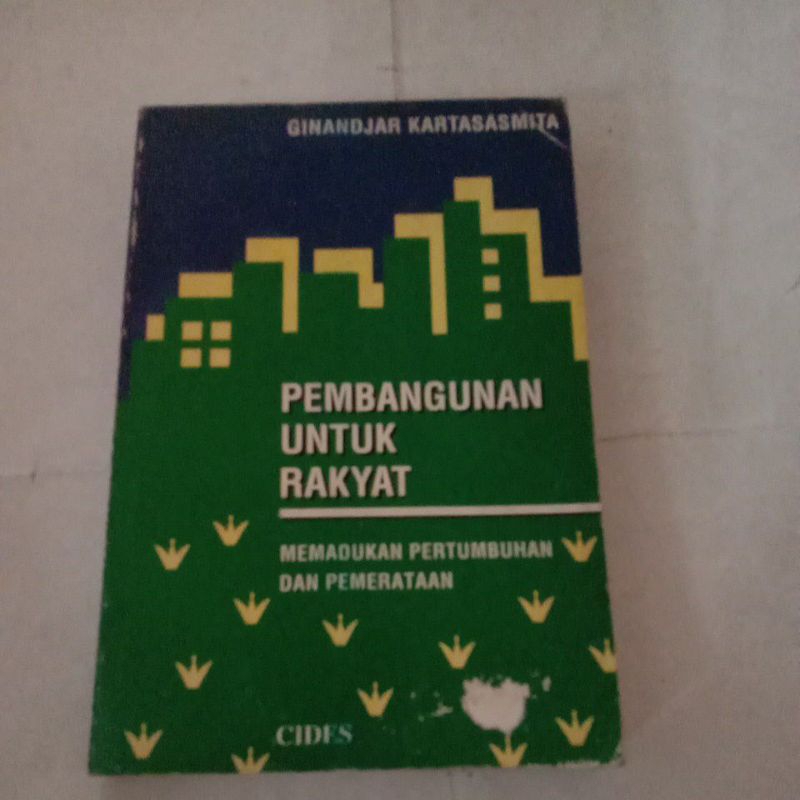 GINANDJAR KARTASASMITA
PEMBANGUNAN
UNTUK
RAKYAT
MEMADUKAN PERTUMBUHAN
DAN PEMERATAAN
CIDES